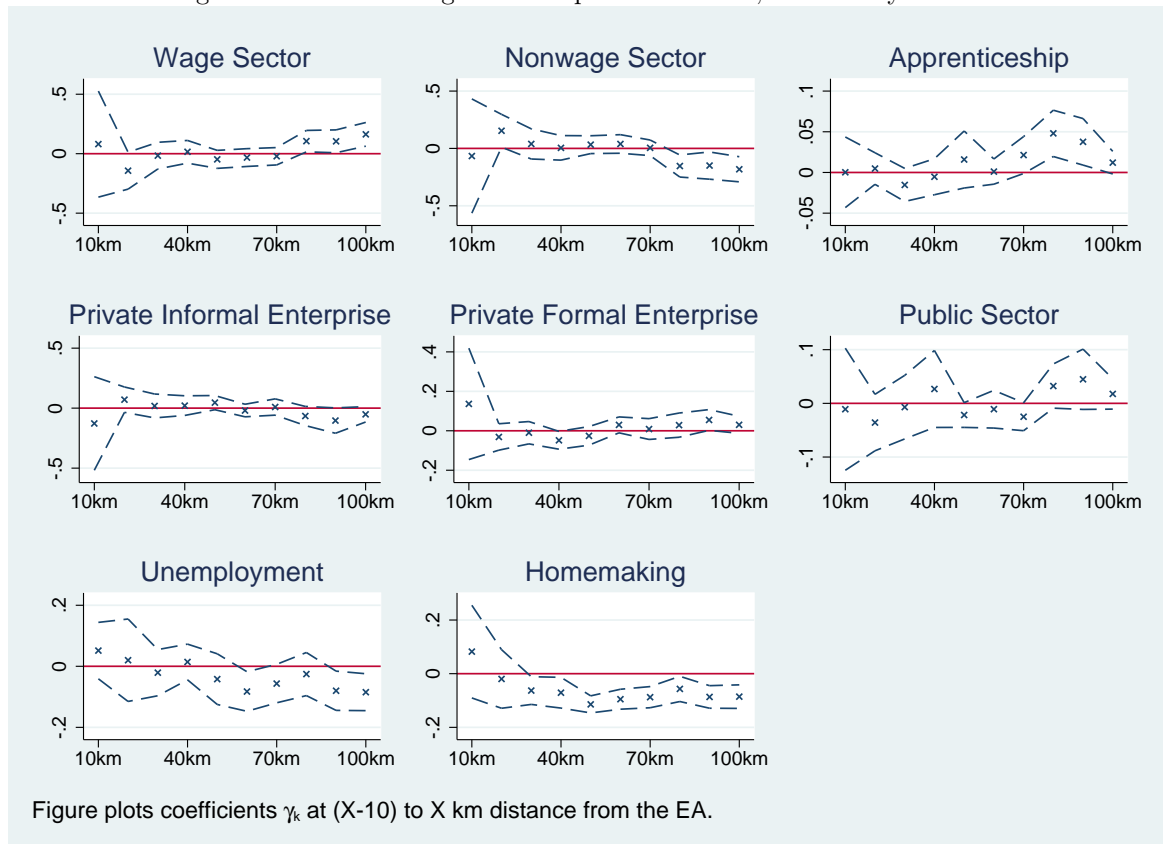 Wage Sector
Nonwage Sector
Apprenticeship
.5
0
-.5
10km 40km 70km 100km
.5
0
-.5
10km 40km 70km 100km
.1
.05
0
-.05
10km 40km 70km 100km
Private Informal Enterprise
Private Formal Enterprise
Public Sector
.5
0
-.5
10km 40km 70km 100km
.4
.2
0
-.2
10km 40km 70km 100km
.1
0
-.1
10km 40km 70km 100km
Unemployment
Homemaking
.2
0
-.2
10km 40km 70km 100km
.2
0
-.2
10km 40km 70km 100km
Figure plots coefficients γk at (X-10) to X km distance from the EA.